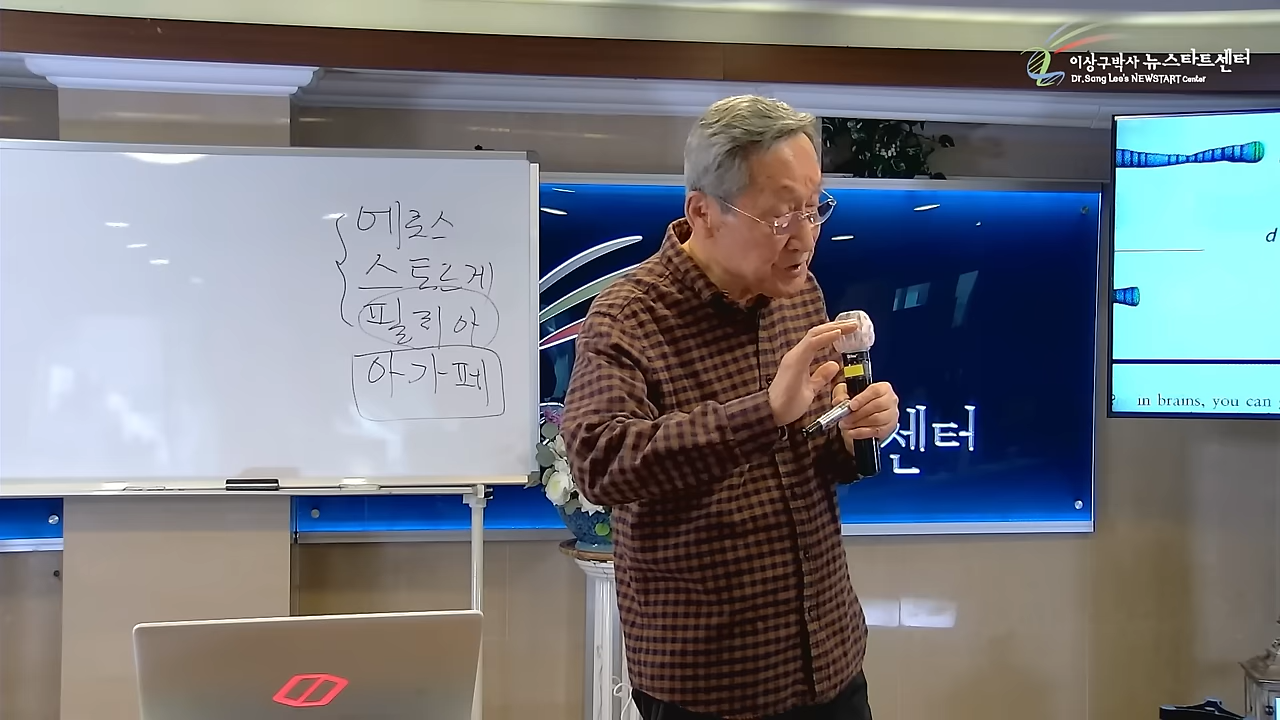 이상구박사 뉴스타트센터
Dr. Sang Lee's NEWSTART Center
에로스
스토르게
필리아
아가페
d
센터
in brains, you can